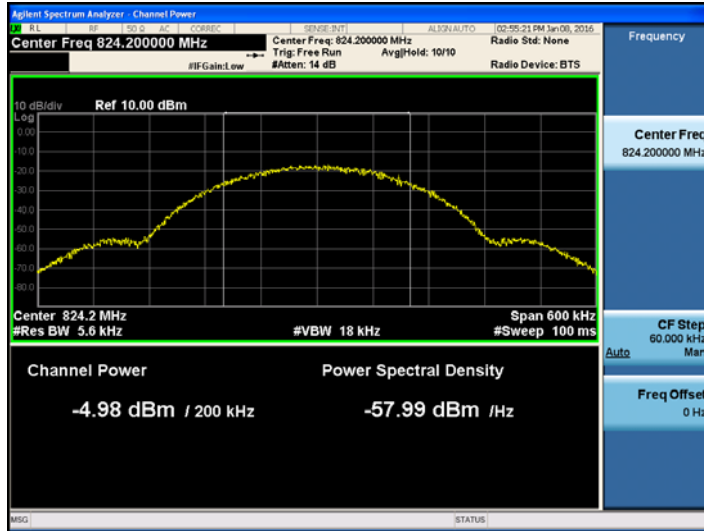 Agilent Spectrum Analyzer - Channel Power
RL RF 50 Ω AC CORREC SENSE:INT ALIGN AUTO 02:55:21 PM Jan 08, 2016
Center Freq 824.200000 MHz
Center Freq: 824.200000 MHz Radio Std: None
Trig: Free Run Avg|Hold: 10/10
#IFGain:Low #Atten: 14 dB Radio Device: BTS
Frequency
10 dB/div Ref 10.00 dBm
Log
0.00
-10.0
-20.0
-30.0
-40.0
-50.0
-60.0
-70.0
-80.0
Center Freq
824.200000 MHz
Center 824.2 MHz Span 600 kHz
#Res BW 5.6 kHz #VBW 18 kHz #Sweep 100 ms
CF Step
60.000 kHz
Auto Man
Channel Power Power Spectral Density
-4.98 dBm / 200 kHz -57.99 dBm /Hz
Freq Offset
0 Hz
MSG STATUS